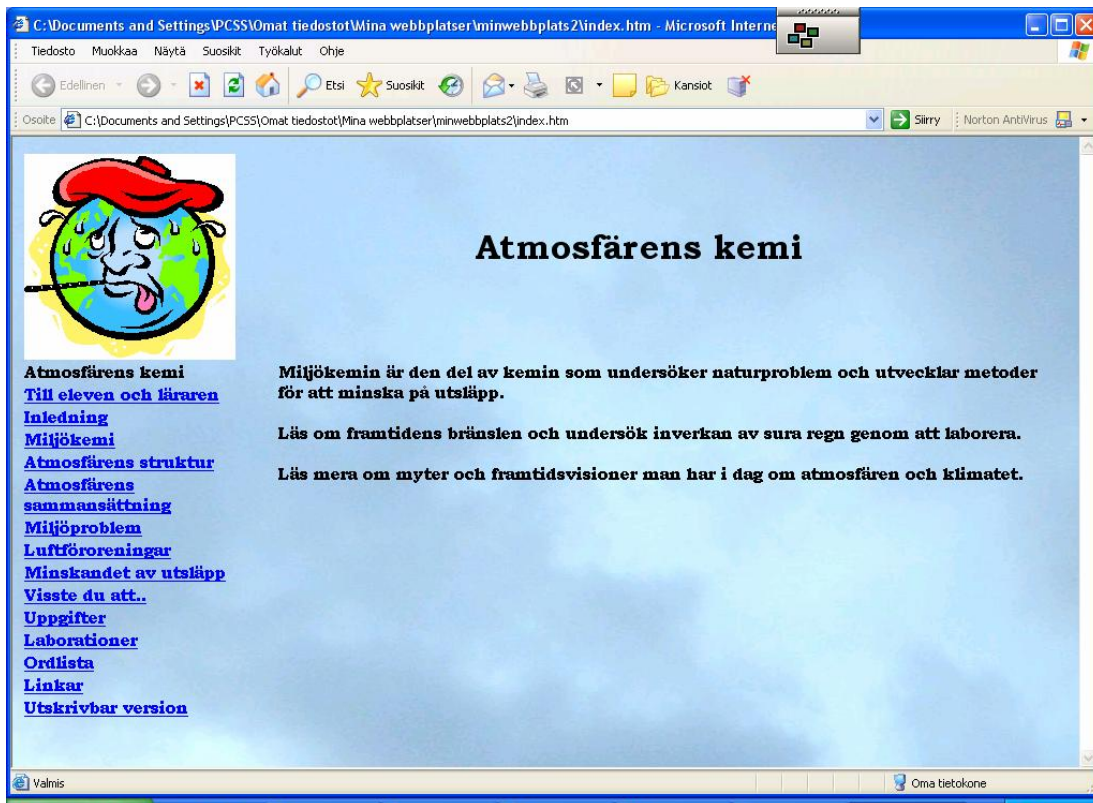 C:\Documents and Settings\PCSS\Omat tiedostot\Mina webbplatser\minwebbplats2\index.htm - Microsoft Interne
Tiedosto Muokkaa Näytä Suosikit Työkalut Ohje
Edellinen Etsi Suosikit Kansiot
Osoite C:\Documents and Settings\PCSS\Omat tiedostot\Mina webbplatser\minwebbplats2\index.htm Siirry Norton AntiVirus
Atmosfärens kemi
Atmosfärens kemi
Till eleven och läraren
Inledning
Miljökemi
Atmosfärens struktur
Atmosfärens
sammansättning
Miljöproblem
Luftföroreningar
Minskandet av utsläpp
Visste du att..
Uppgifter
Laborationer
Ordlista
Linkar
Utskrivbar version
Miljökemin är den del av kemin som undersöker naturproblem och utvecklar metoder
för att minska på utsläpp.
Läs om framtidens bränslen och undersök inverkan av sura regn genom att laborera.
Läs mera om myter och framtidsvisioner man har i dag om atmosfären och klimatet.
Valmis Oma tietokone